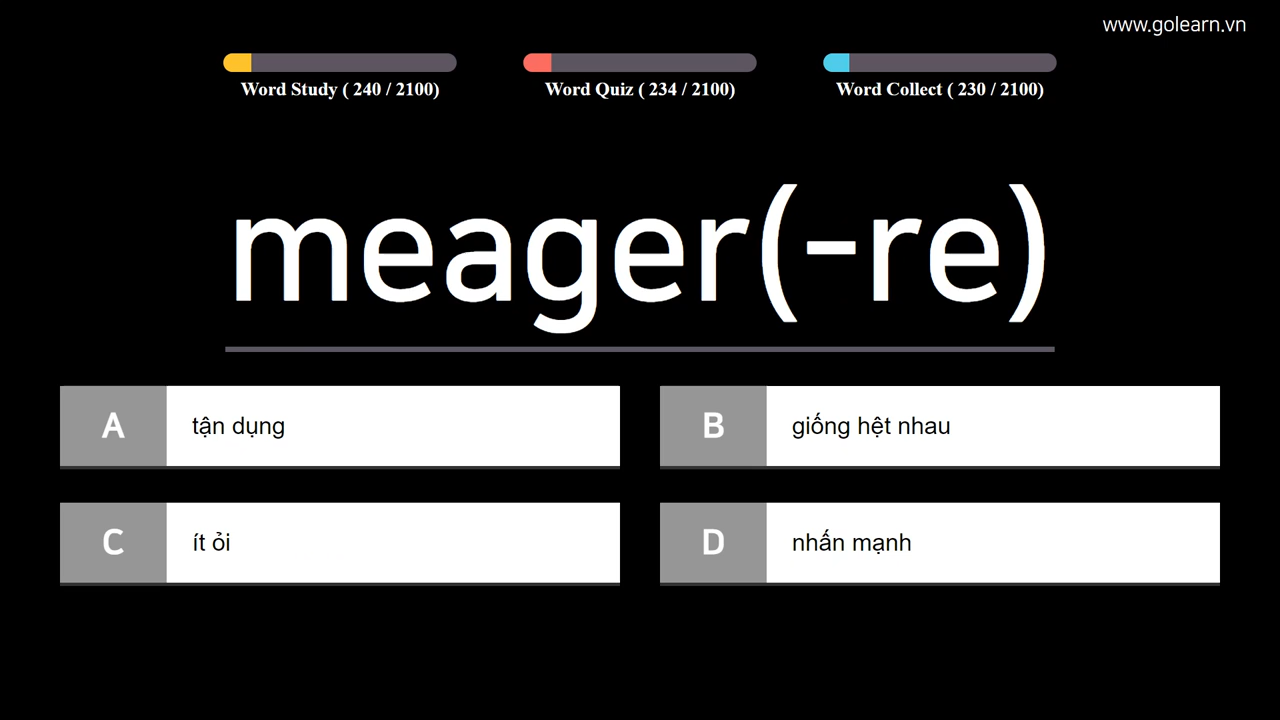 www.golearn.vn
Word Study ( 240 / 2100)
Word Quiz ( 234 / 2100)
Word Collect ( 230 / 2100)
meager(-re)
A tận dụng
B giống hệt nhau
C ít ỏi
D nhấn mạnh